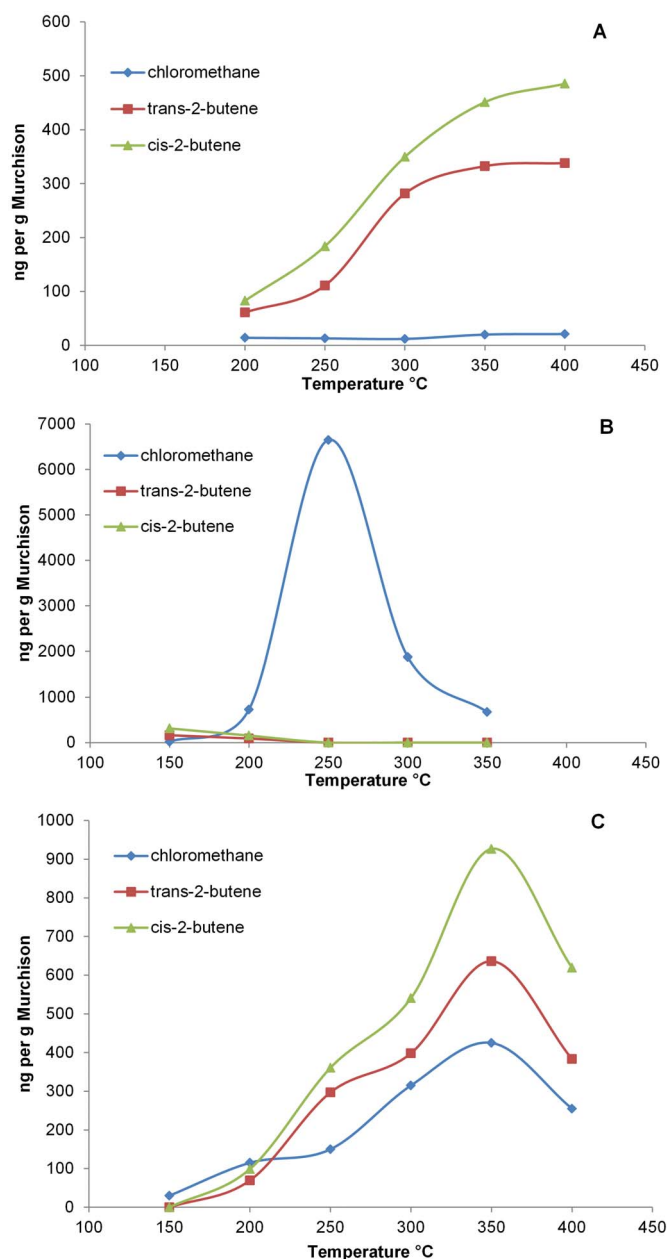 A
600
500
400
300
200
100
0
ng per g Murchison
chloromethane
trans-2-butene
cis-2-butene
100 150 200 250 300 350 400 450
Temperature °C
B
7000
6000
5000
4000
3000
2000
1000
0
ng per g Murchison
chloromethane
trans-2-butene
cis-2-butene
100 150 200 250 300 350 400 450
Temperature °C
C
1000
900
800
700
600
500
400
300
200
100
0
ng per g Murchison
chloromethane
trans-2-butene
cis-2-butene
100 150 200 250 300 350 400 450
Temperature °C